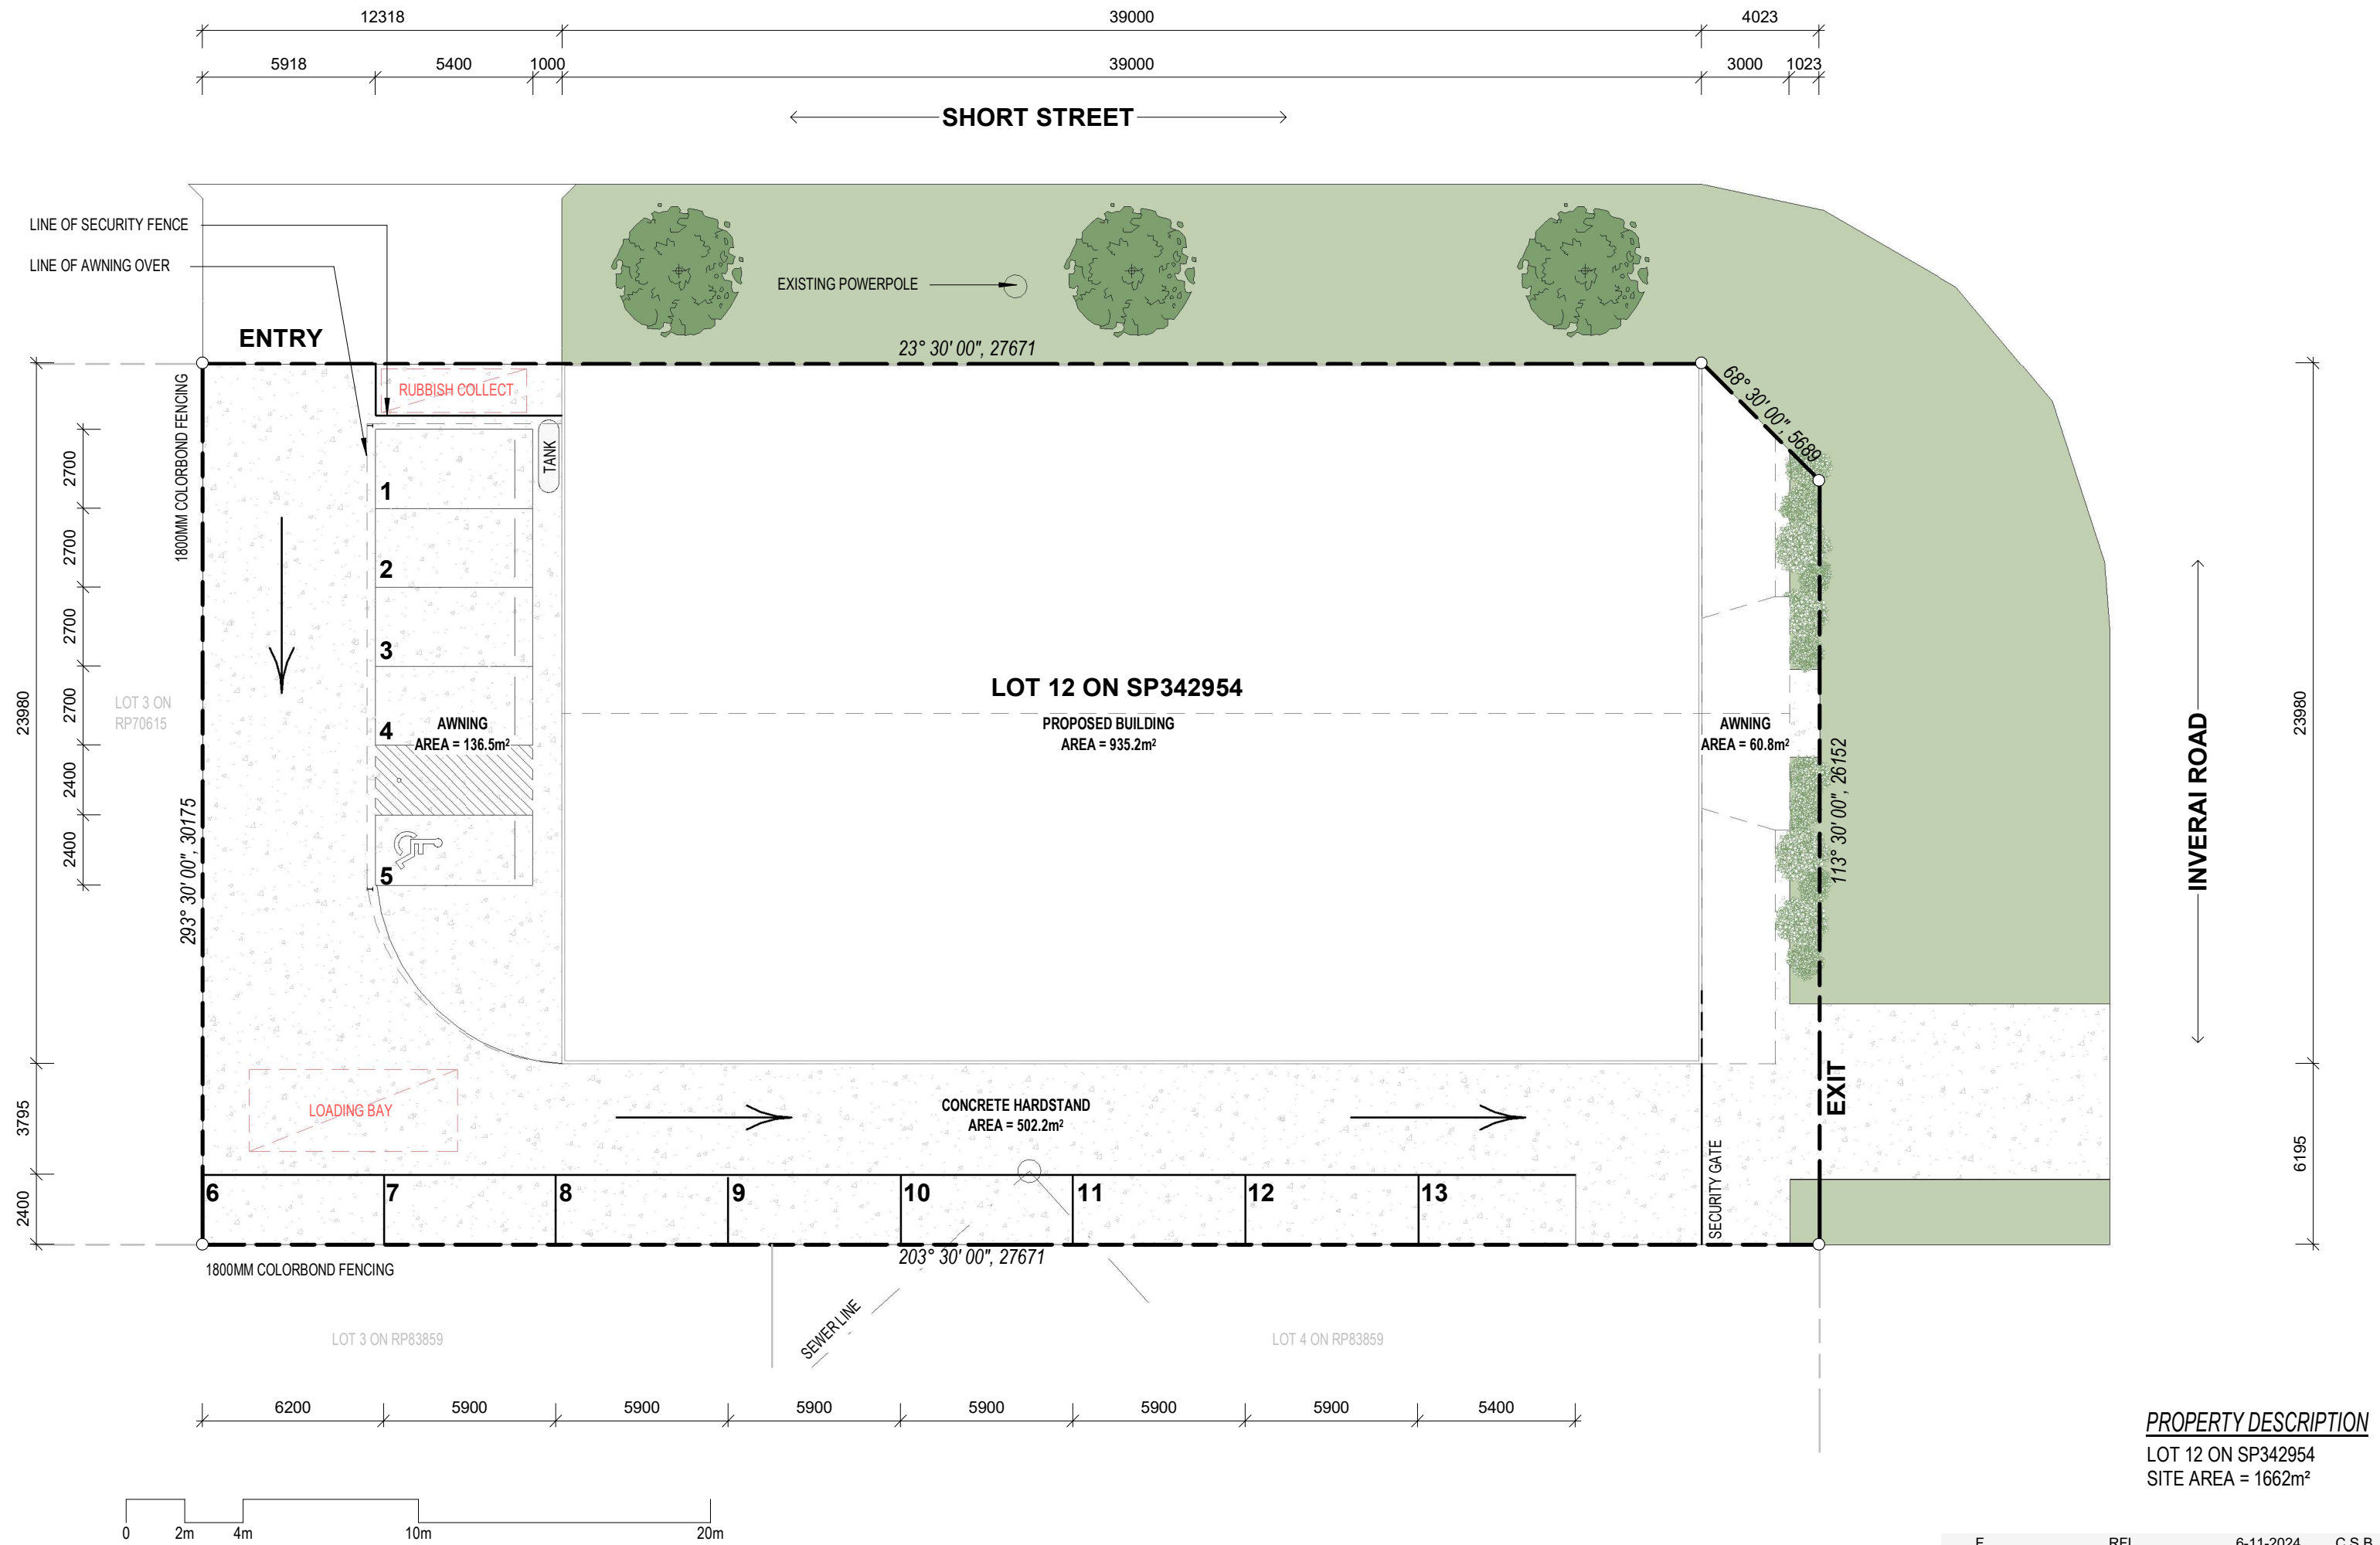 12318
39000
4023
5918
5400
1000
39000
3000
1023
SHORT STREET
LINE OF SECURITY FENCE
LINE OF AWNING OVER
EXISTING POWERPOLE
ENTRY
23° 30' 00", 27671
68° 30' 00", 5689
1800MM COLORBOND FENCING
RUBBISH COLLECT
TANK
2700
2700
2700
2700
2400
2400
23980
3795
2400
1
2
3
4
5
LOT 3 ON
RP70615
293° 30' 00", 30175
AWNING
AREA = 136.5m²
LOT 12 ON SP342954
PROPOSED BUILDING
AREA = 935.2m²
AWNING
AREA = 60.8m²
113° 30' 00", 26152
INVERAI ROAD
23980
6195
LOADING BAY
CONCRETE HARDSTAND
AREA = 502.2m²
EXIT
SECURITY GATE
6
7
8
9
10
11
12
13
203° 30' 00", 27671
1800MM COLORBOND FENCING
SEWER LINE
LOT 3 ON RP83859
LOT 4 ON RP83859
6200
5900
5900
5900
5900
5900
5900
5400
PROPERTY DESCRIPTION
LOT 12 ON SP342954
SITE AREA = 1662m²
0
2m
4m
10m
20m
RFI 6-11-2024 C.S.B